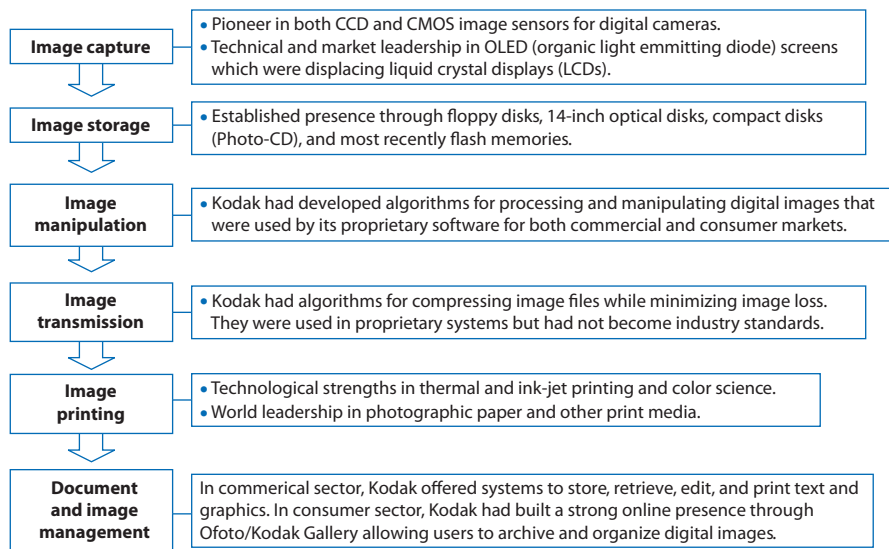 Image capture
• Pioneer in both CCD and CMOS image sensors for digital cameras.
• Technical and market leadership in OLED (organic light emmitting diode) screens
which were displacing liquid crystal displays (LCDs).
Image storage
• Established presence through floppy disks, 14-inch optical disks, compact disks
(Photo-CD), and most recently flash memories.
Image
manipulation
• Kodak had developed algorithms for processing and manipulating digital images that
were used by its proprietary software for both commercial and consumer markets.
Image
transmission
• Kodak had algorithms for compressing image files while minimizing image loss.
They were used in proprietary systems but had not become industry standards.
Image
printing
• Technological strengths in thermal and ink-jet printing and color science.
• World leadership in photographic paper and other print media.
Document
and image
management
In commerical sector, Kodak offered systems to store, retrieve, edit, and print text and
graphics. In consumer sector, Kodak had built a strong online presence through
Ofoto/Kodak Gallery allowing users to archive and organize digital images.